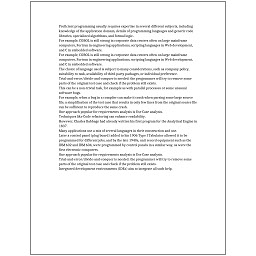 Proficient programming usually requires expertise in several different subjects, including
knowledge of the application domain, details of programming languages and generic code
libraries, specialized algorithms, and formal logic.
For example, COBOL is still strong in corporate data centers often on large mainframe
computers, Fortran in engineering applications, scripting languages in Web development,
and C in embedded software.
For example, COBOL is still strong in corporate data centers often on large mainframe
computers, Fortran in engineering applications, scripting languages in Web development,
and C in embedded software.
The choice of language used is subject to many considerations, such as company policy,
suitability to task, availability of third-party packages, or individual preference.
Trial-and-error/divide-and-conquer is needed: the programmer will try to remove some
parts of the original test case and check if the problem still exists.
This can be a non-trivial task, for example as with parallel processes or some unusual
software bugs.
For example, when a bug in a compiler can make it crash when parsing some large source
file, a simplification of the test case that results in only few lines from the original source file
can be sufficient to reproduce the same crash.
One approach popular for requirements analysis is Use Case analysis.
Techniques like Code refactoring can enhance readability.
However, Charles Babbage had already written his first program for the Analytical Engine in
1837.
Many applications use a mix of several languages in their construction and use.
Later a control panel (plug board) added to his 1906 Type I Tabulator allowed it to be
programmed for different jobs, and by the late 1940s, unit record equipment such as the
IBM 602 and IBM 604, were programmed by control panels in a similar way, as were the
first electronic computers.
One approach popular for requirements analysis is Use Case analysis.
Trial-and-error/divide-and-conquer is needed: the programmer will try to remove some
parts of the original test case and check if the problem still exists.
Integrated development environments (IDEs) aim to integrate all such help.